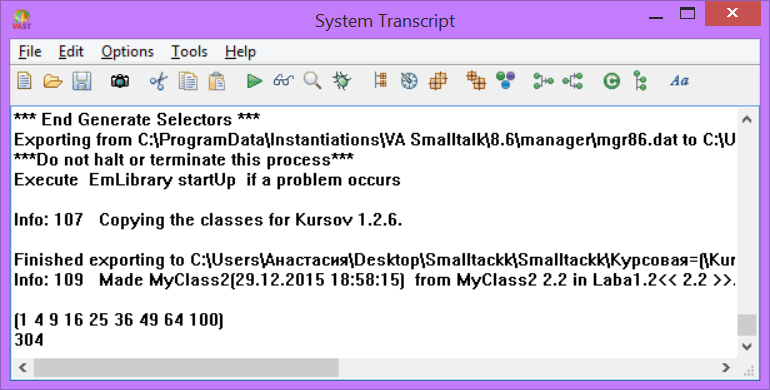 System Transcript
VAST
File Edit Options Tools Help
Aa
*** End Generate Selectors ***
Exporting from C:\ProgramData\Instantiations\VA Smalltalk\8.6\manager\mgr86.dat to C:\U
***Do not halt or terminate this process***
Execute EmLibrary startUp if a problem occurs
Info: 107 Copying the classes for Kursov 1.2.6.
Finished exporting to C:\Users\Анастасия\Desktop\Smalltackk\Smalltackk\Курсовая=(\Kur
Info: 109 Made MyClass2(29.12.2015 18:58:15) from MyClass2 2.2 in Laba1.2<< 2.2 >>.
(1 4 9 16 25 36 49 64 100)
304